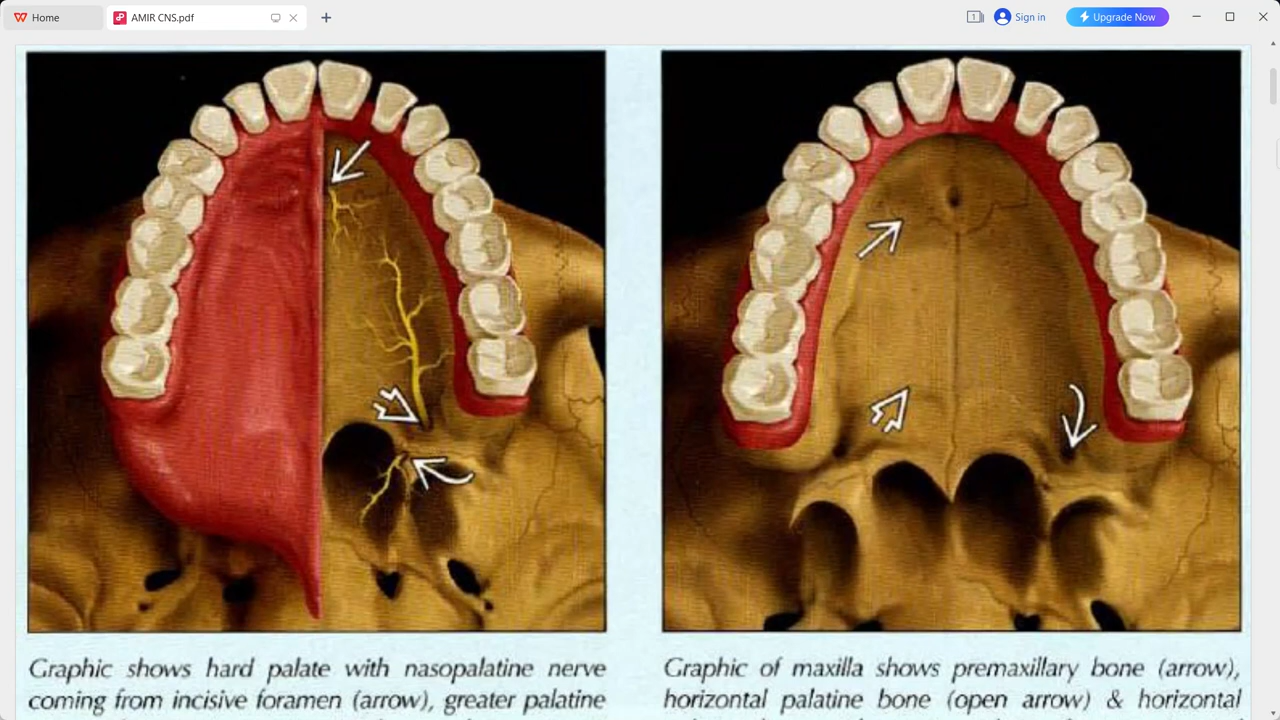 Home
AMIR CNS.pdf
1
Sign in
Upgrade Now
Graphic shows hard palate with nasopalatine nerve
coming from incisive foramen (arrow), greater palatine
Graphic of maxilla shows premaxillary bone (arrow),
horizontal palatine bone (open arrow) & horizontal